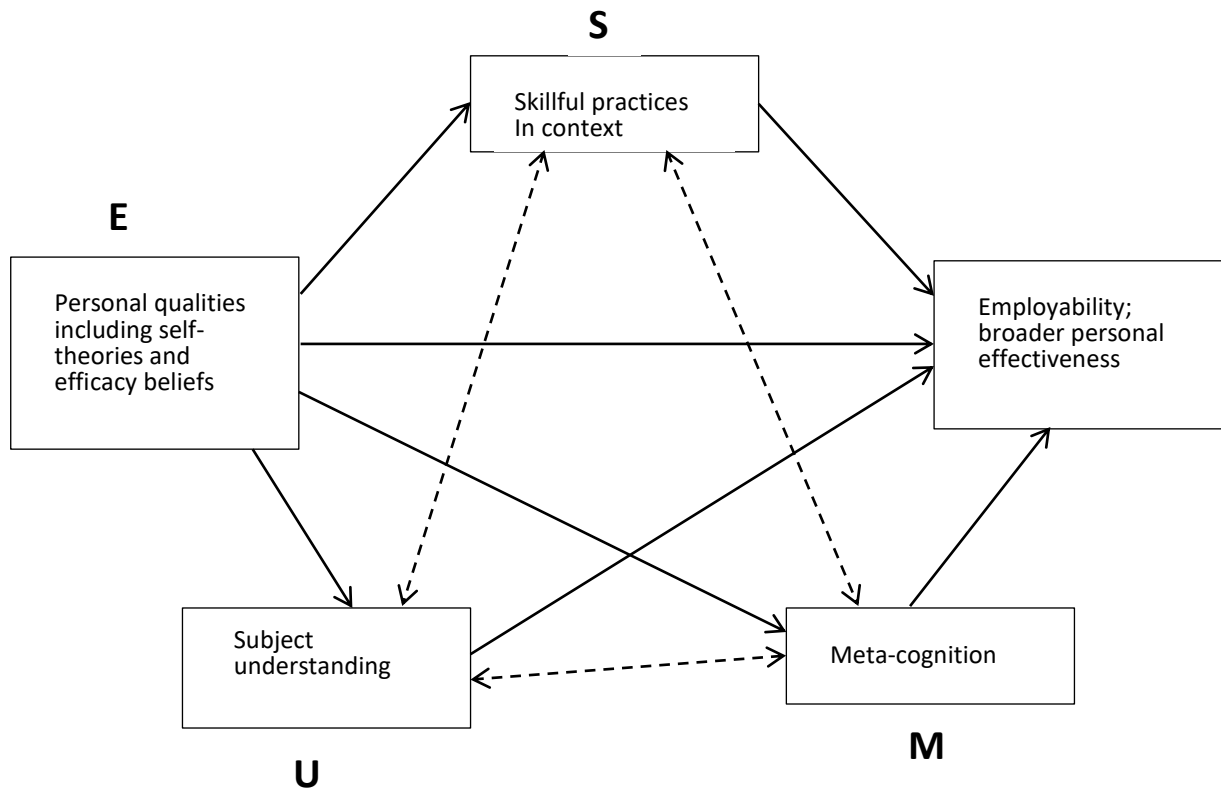 S
Skillful practices
In context
E
Personal qualities
including self-
theories and
efficacy beliefs
Employability;
broader personal
effectiveness
Subject
understanding
Meta-cognition
U
M